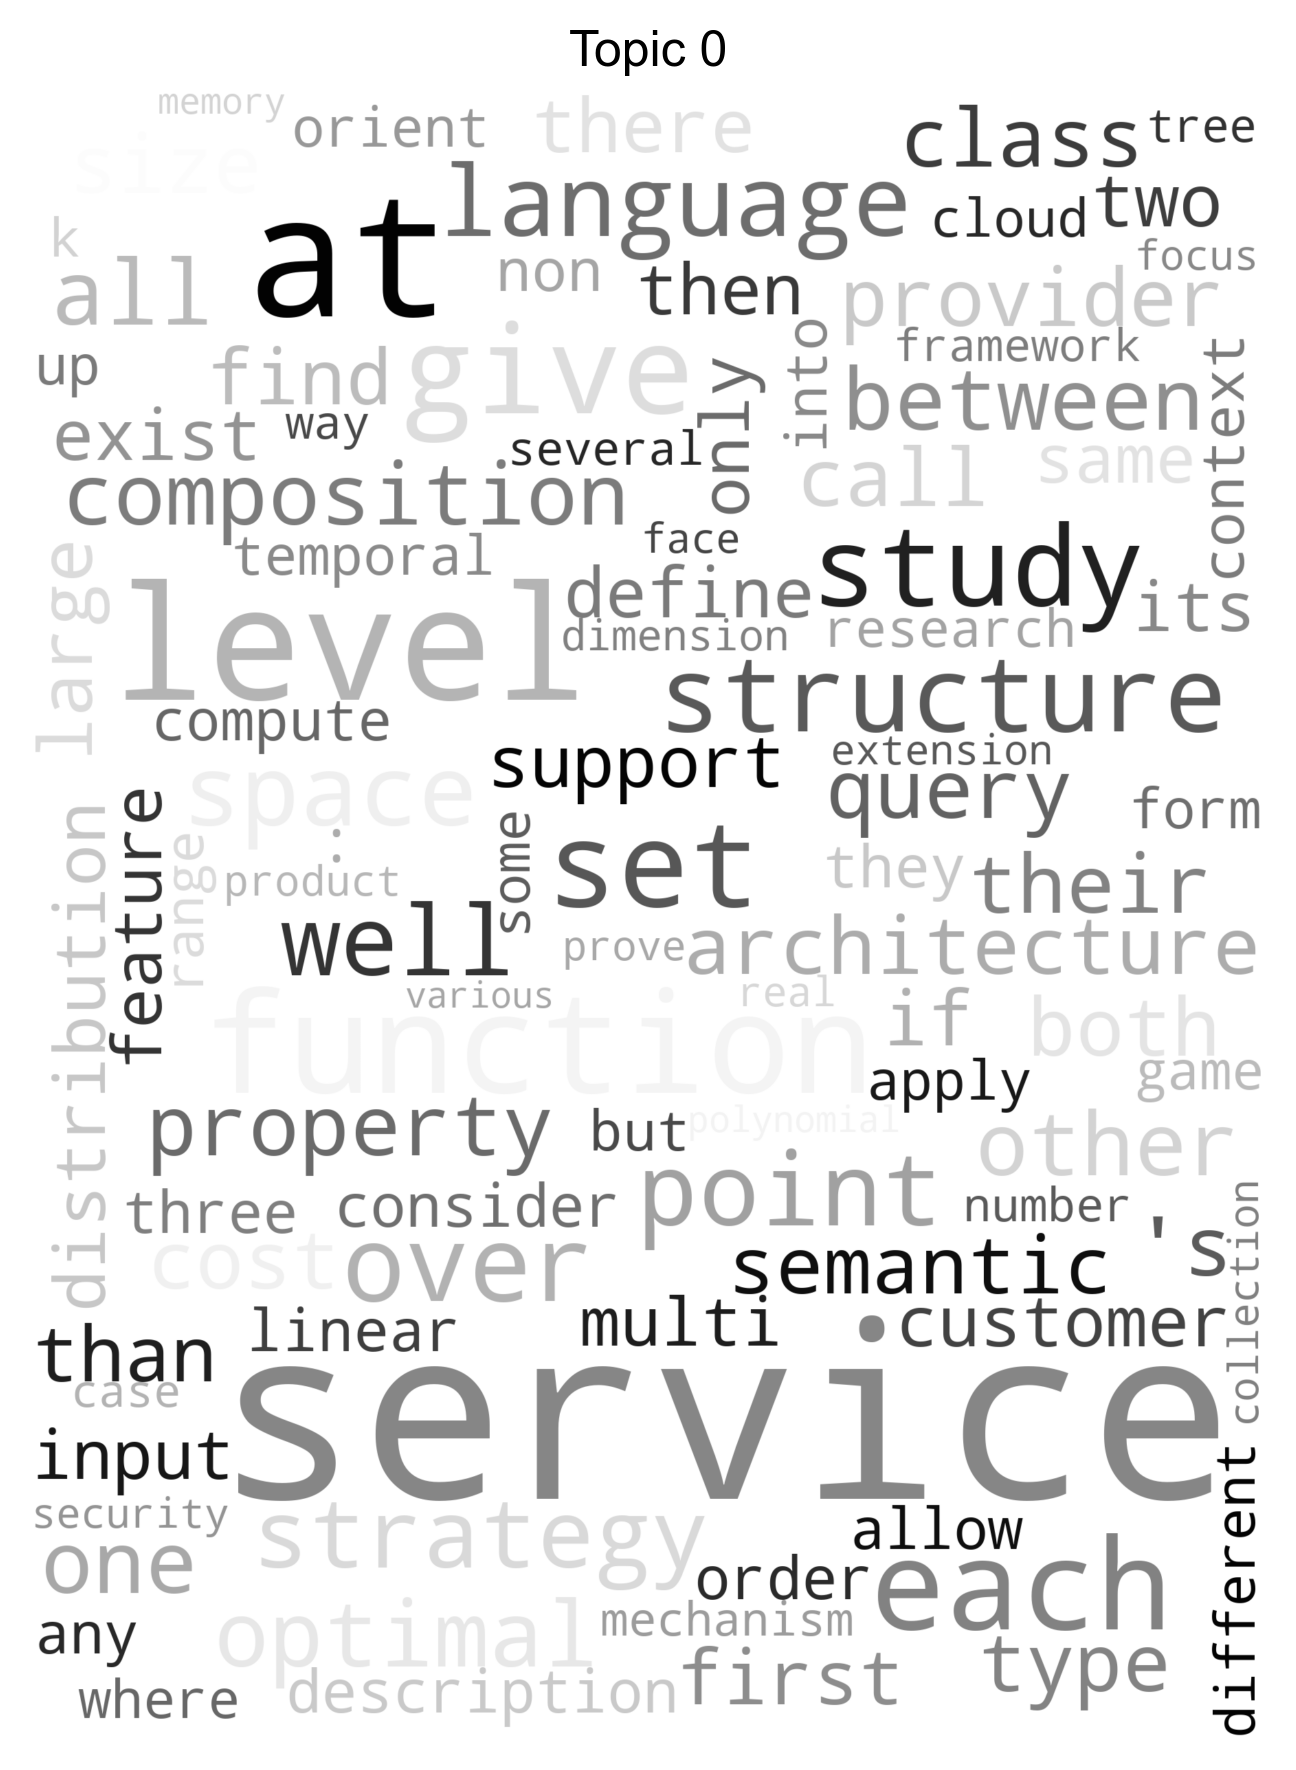 Topic 0
memory
orient
there
class
tree
size
at
language
cloud
two
k
all
non
then
focus
provider
up
find
give
only
into
framework
between
context
exist
way
several
call
same
composition
temporal
face
study
large
level
define
dimension
research
its
structure
compute
support
extension
query
form
space
feature
range
product
some
set
they
their
distribution
well
prove
architecture
various
real
function
if
both
game
apply
property
but
polynomial
other
point
three
consider
number
's
collection
cost
over
semantic
linear
multi
customer
than
case
service
input
different
security
strategy
allow
one
order
each
any
optimal
mechanism
type
where
description
first